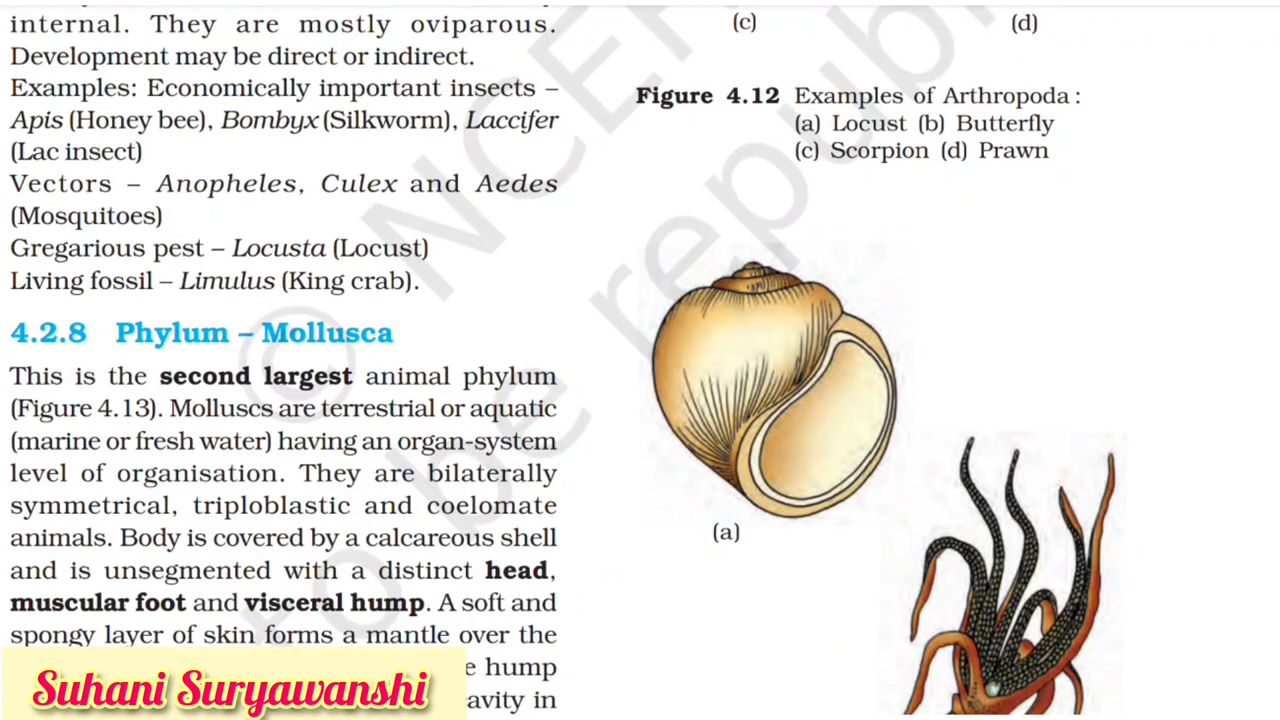 internal. They are mostly oviparous.
Development may be direct or indirect.
Examples: Economically important insects –
Apis (Honey bee), Bombyx (Silkworm), Laccifer
(Lac insect)
Vectors – Anopheles, Culex and Aedes
(Mosquitoes)
Gregarious pest – Locusta (Locust)
Living fossil – Limulus (King crab).
4.2.8 Phylum – Mollusca
This is the second largest animal phylum
(Figure 4.13). Molluscs are terrestrial or aquatic
(marine or fresh water) having an organ-system
level of organisation. They are bilaterally
symmetrical, triploblastic and coelomate
animals. Body is covered by a calcareous shell
and is unsegmented with a distinct head,
muscular foot and visceral hump. A soft and
spongy layer of skin forms a mantle over the
hump
in
Suhani Suryawanshi
(c) (d)
Figure 4.12 Examples of Arthropoda :
(a) Locust (b) Butterfly
(c) Scorpion (d) Prawn
(a)
©
to be republ